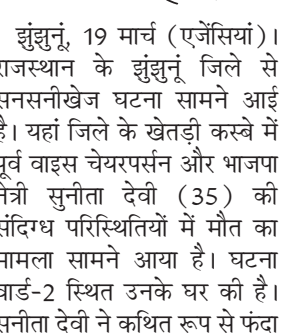 झुंझुनूं, 19 मार्च (एजेंसियां)।
राजस्थान के झुंझुनूं जिले से
सनसनीखेज घटना सामने आई
है। यहां जिले के खेतड़ी कस्बे में
पूर्व वाइस चेयरपर्सन और भाजपा
नेत्री सुनीता देवी (35) की
संदिग्ध परिस्थितियों में मौत का
मामला सामने आया है। घटना
वार्ड-2 स्थित उनके घर की है।
सुनीता देवी ने कथित रूप से फंदा